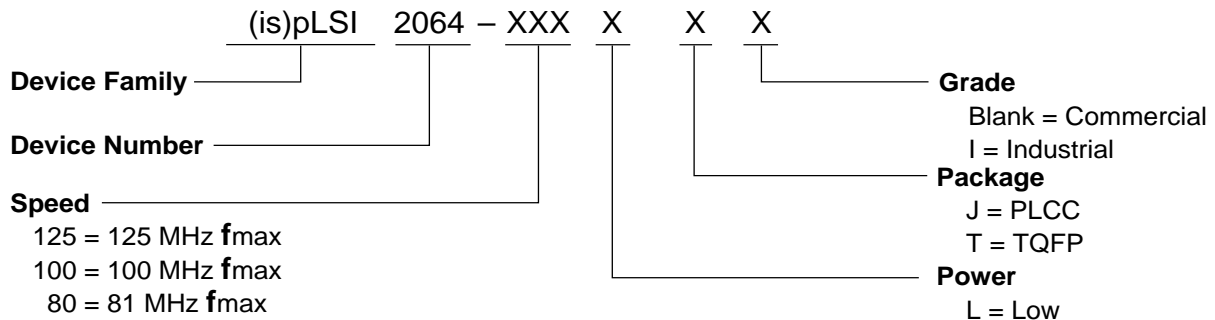 (is)pLSI 2064 – XXX X X X
Device Family
Device Number
Speed
125 = 125 MHz fmax
100 = 100 MHz fmax
80 = 81 MHz fmax
Grade
Blank = Commercial
I = Industrial
Package
J = PLCC
T = TQFP
Power
L = Low